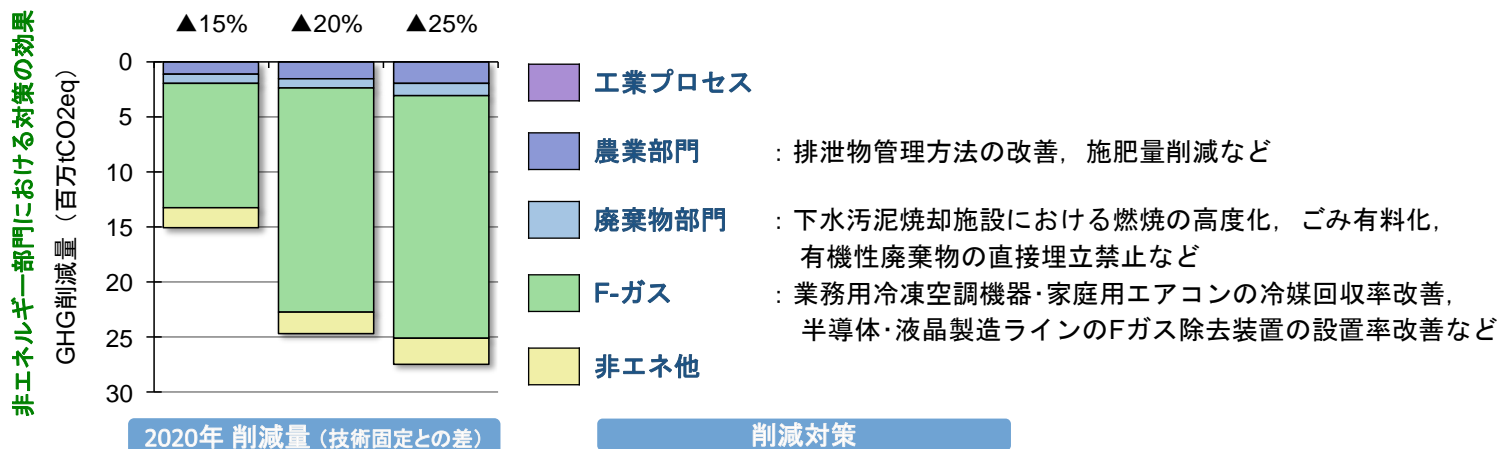 非エネルギー部門における対策の効果
GHG削減量（百万tCO2eq）
▲15% ▲20% ▲25%
0
5
10
15
20
25
30
工業プロセス
農業部門 ：排泄物管理方法の改善，施肥量削減など
廃棄物部門 ：下水汚泥焼却施設における燃焼の高度化，ごみ有料化，
有機性廃棄物の直接埋立禁止など
F-ガス ：業務用冷凍空調機器・家庭用エアコンの冷媒回収率改善，
半導体・液晶製造ラインのFガス除去装置の設置率改善など
非エネ他
2020年 削減量（技術固定との差）
削減対策